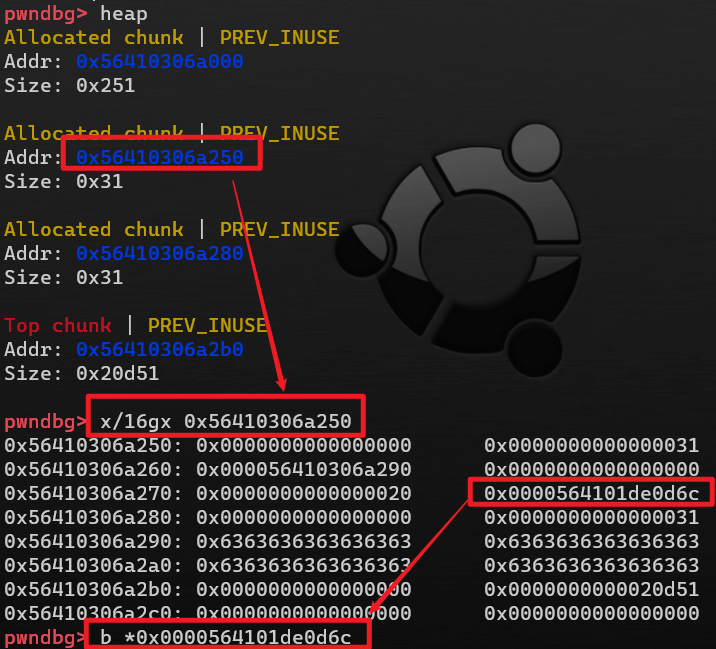 pwndbg> heap
Allocated chunk | PREV_INUSE
Addr: 0x56410306a000
Size: 0x251
Allocated chunk | PREV_INUSE
Addr: 0x56410306a250
Size: 0x31
Allocated chunk | PREV_INUSE
Addr: 0x56410306a280
Size: 0x31
Top chunk | PREV_INUSE
Addr: 0x56410306a2b0
Size: 0x20d51
pwndbg> x/16gx 0x56410306a250
0x56410306a250: 0x0000000000000000 0x0000000000000031
0x56410306a260: 0x000056410306a290 0x0000000000000000
0x56410306a270: 0x0000000000000020 0x0000564101de0d6c
0x56410306a280: 0x0000000000000000 0x0000000000000031
0x56410306a290: 0x6363636363636363 0x6363636363636363
0x56410306a2a0: 0x6363636363636363 0x6363636363636363
0x56410306a2b0: 0x0000000000000000 0x0000000000020d51
0x56410306a2c0: 0x0000000000000000 0x0000000000000000
pwndbg> b *0x0000564101de0d6c